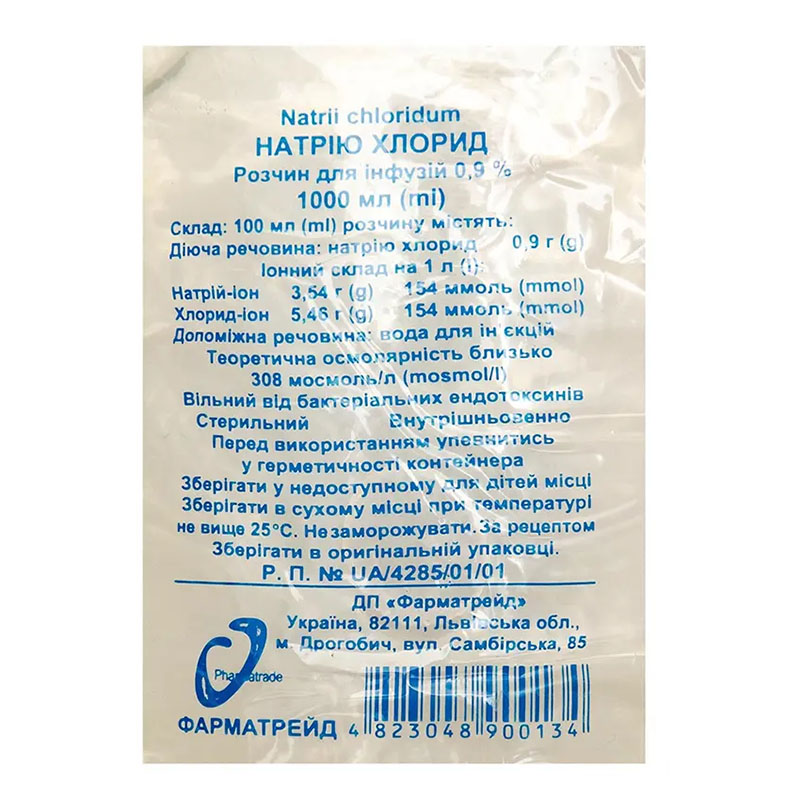 Natrii chloridum
НАТРІЮ ХЛОРИД
Розчин для інфузій 0,9 %
1000 мл (ml)
Склад: 100 мл (ml) розчину містять:
Діюча речовина: натрію хлорид 0,9 г (g)
Іонний склад на 1 л (l):
Натрій-іон 3,54 г (g) 154 ммоль (mmol)
Хлорид-іон 5,46 г (g) 154 ммоль (mmol)
Допоміжна речовина: вода для ін'єкцій
Теоретична осмолярність близько
308 мосмоль/л (mosmol/l)
Вільний від бактеріальних ендотоксинів
Стерильний Внутрішньовенно
Перед використанням упевнитись
у герметичності контейнера
Зберігати у недоступному для дітей місці
Зберігати в сухому місці при температурі
не вище 25°С. Не заморожувати. За рецептом
Зберігати в оригінальній упаковці.
Р. П. № UA/4285/01/01
ДП «Фарматрейд»
Україна, 82111, Львівська обл.,
м. Дрогобич, вул. Самбірська, 85
Pharmatrade
ФАРМАТРЕЙД
4 823048 900134